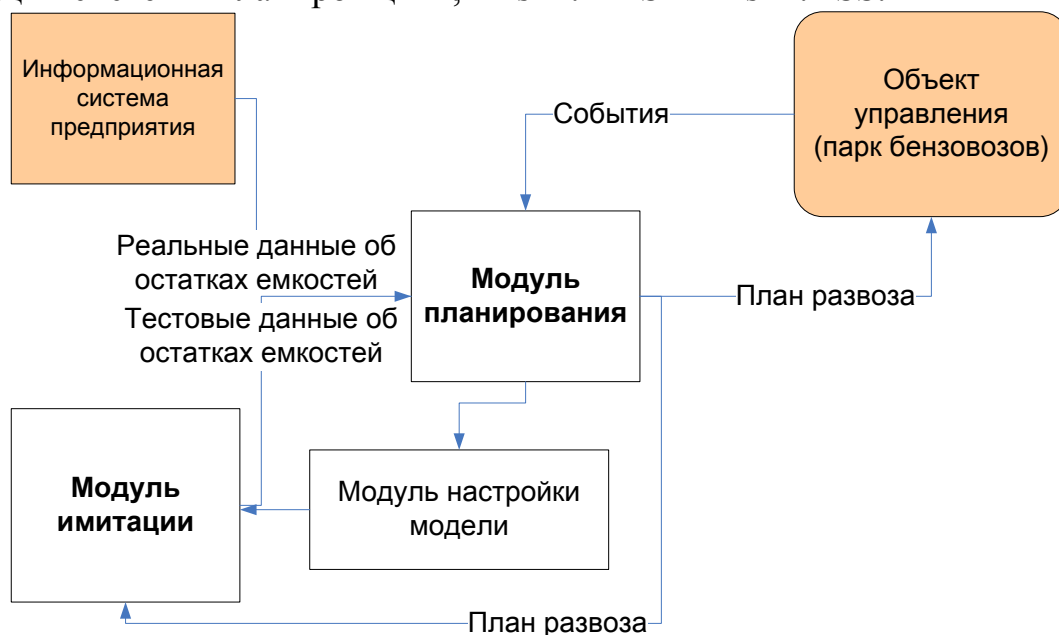 Информационная
система
предприятия
Объект
управления
(парк бензовозов)
События
Реальные данные об
остатках емкостей
Тестовые данные об
остатках емкостей
Модуль
планирования
План развоза
Модуль
имитации
Модуль настройки
модели
План развоза